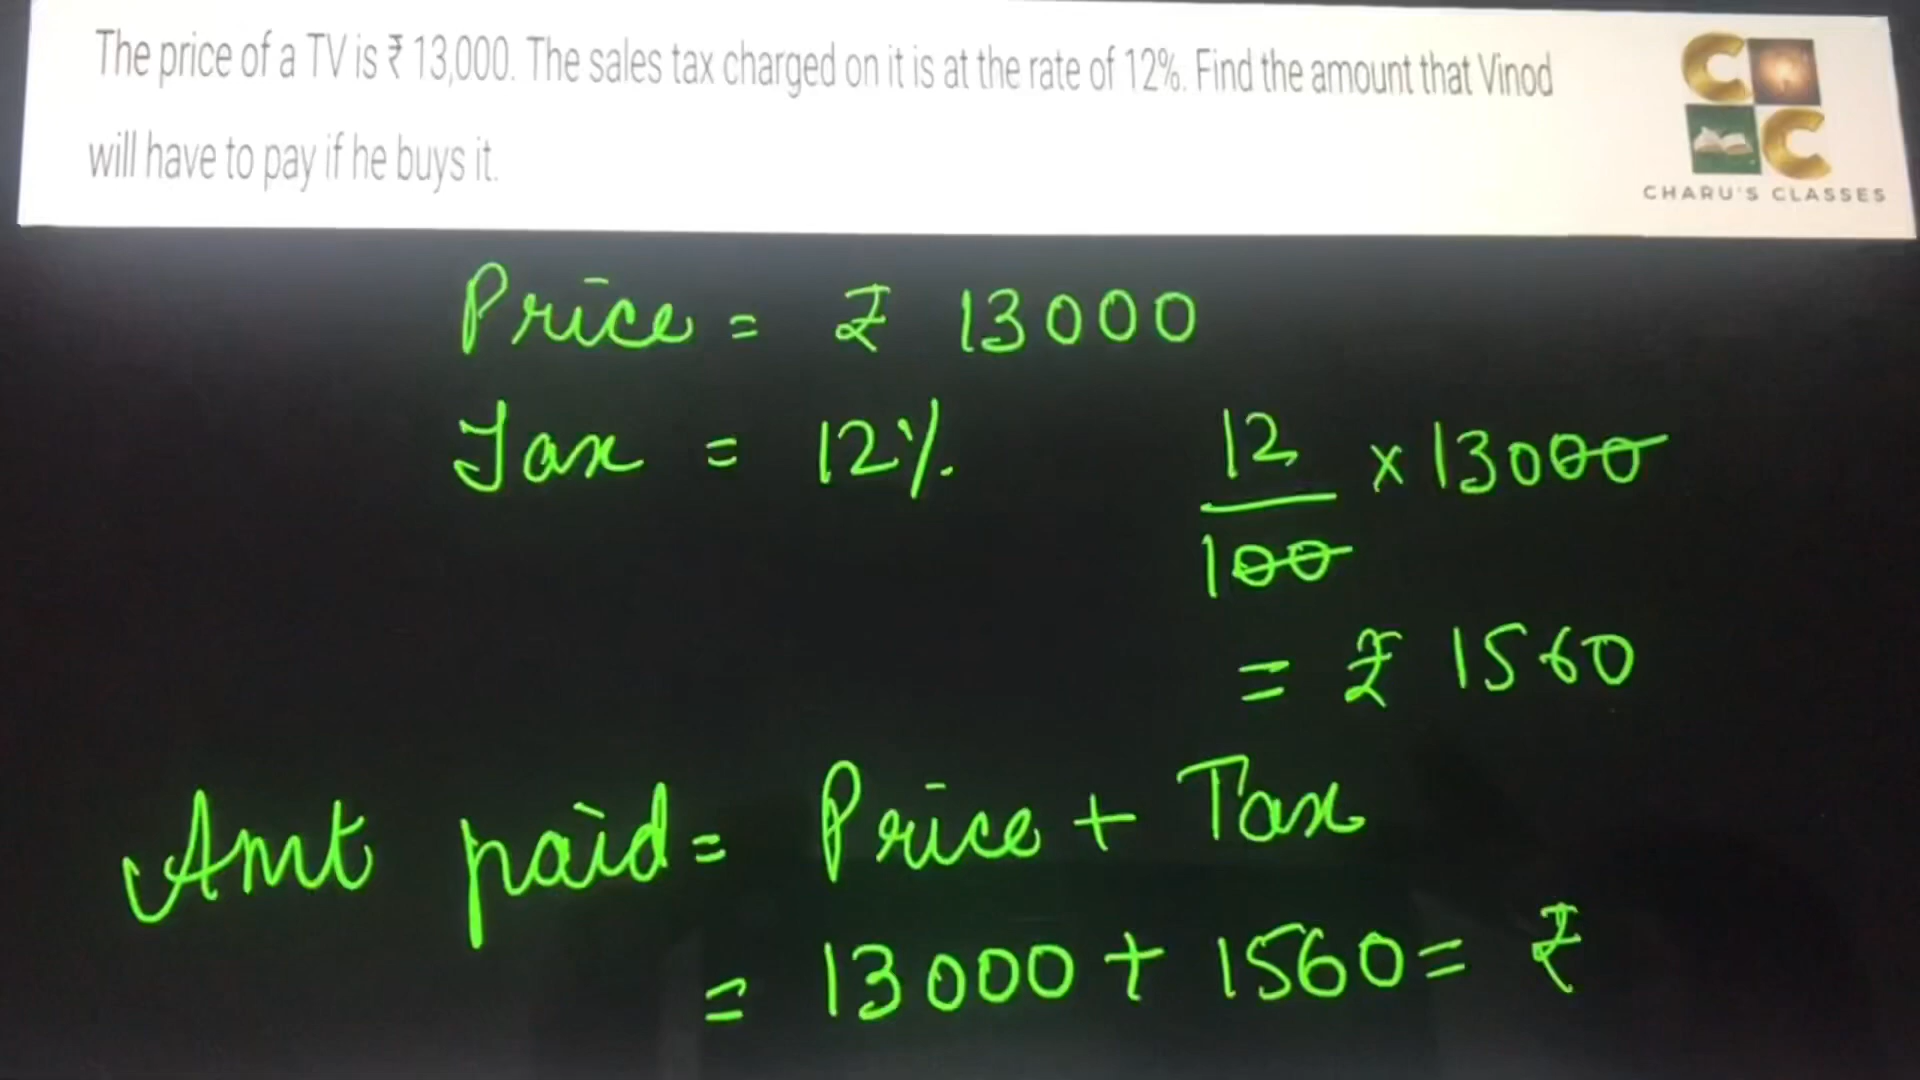 The price of a TV is ₹ 13,000. The sales tax charged on it is at the rate of 12%. Find the amount that Vinod
will have to pay if he buys it.
CHARU'S CLASSES
Price = ₹ 13000
Tax = 12%
12/100 × 13000
= ₹ 1560
Amt paid = Price + Tax
= 13000 + 1560 = ₹